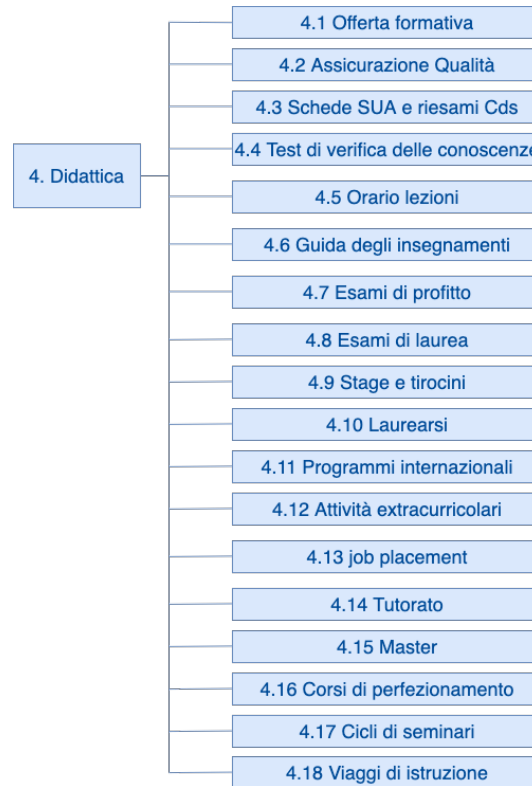 4. Didattica
4.1 Offerta formativa
4.2 Assicurazione Qualità
4.3 Schede SUA e riesami Cds
4.4 Test di verifica delle conoscenze
4.5 Orario lezioni
4.6 Guida degli insegnamenti
4.7 Esami di profitto
4.8 Esami di laurea
4.9 Stage e tirocini
4.10 Laurearsi
4.11 Programmi internazionali
4.12 Attività extracurricolari
4.13 job placement
4.14 Tutorato
4.15 Master
4.16 Corsi di perfezionamento
4.17 Cicli di seminari
4.18 Viaggi di istruzione